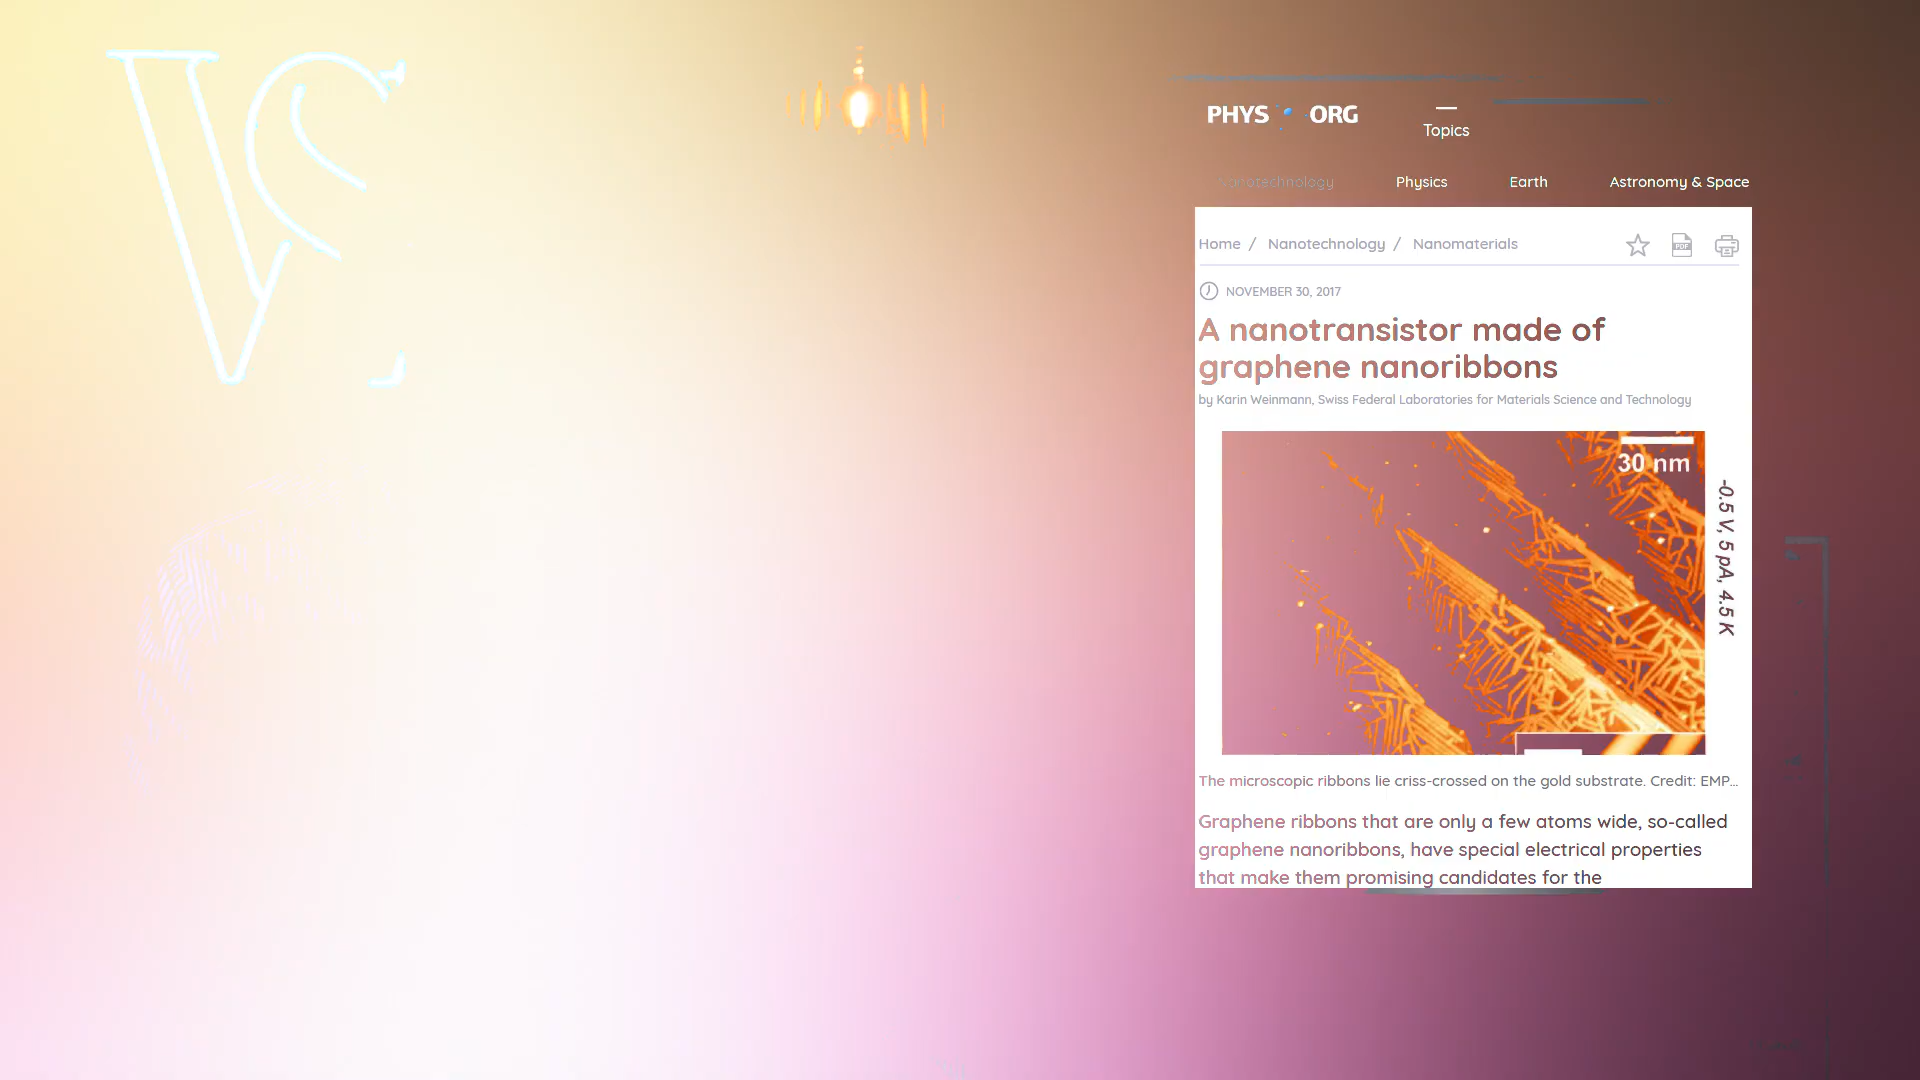 VS
PHYS ORG
Topics
Nanotechnology Physics Earth Astronomy & Space
Home / Nanotechnology / Nanomaterials
PDF
NOVEMBER 30, 2017
A nanotransistor made of
graphene nanoribbons
by Karin Weinmann, Swiss Federal Laboratories for Materials Science and Technology
30 nm
-0.5 V, 5 pA, 4.5 K
The microscopic ribbons lie criss-crossed on the gold substrate. Credit: EMP...
Graphene ribbons that are only a few atoms wide, so-called
graphene nanoribbons, have special electrical properties
that make them promising candidates for the